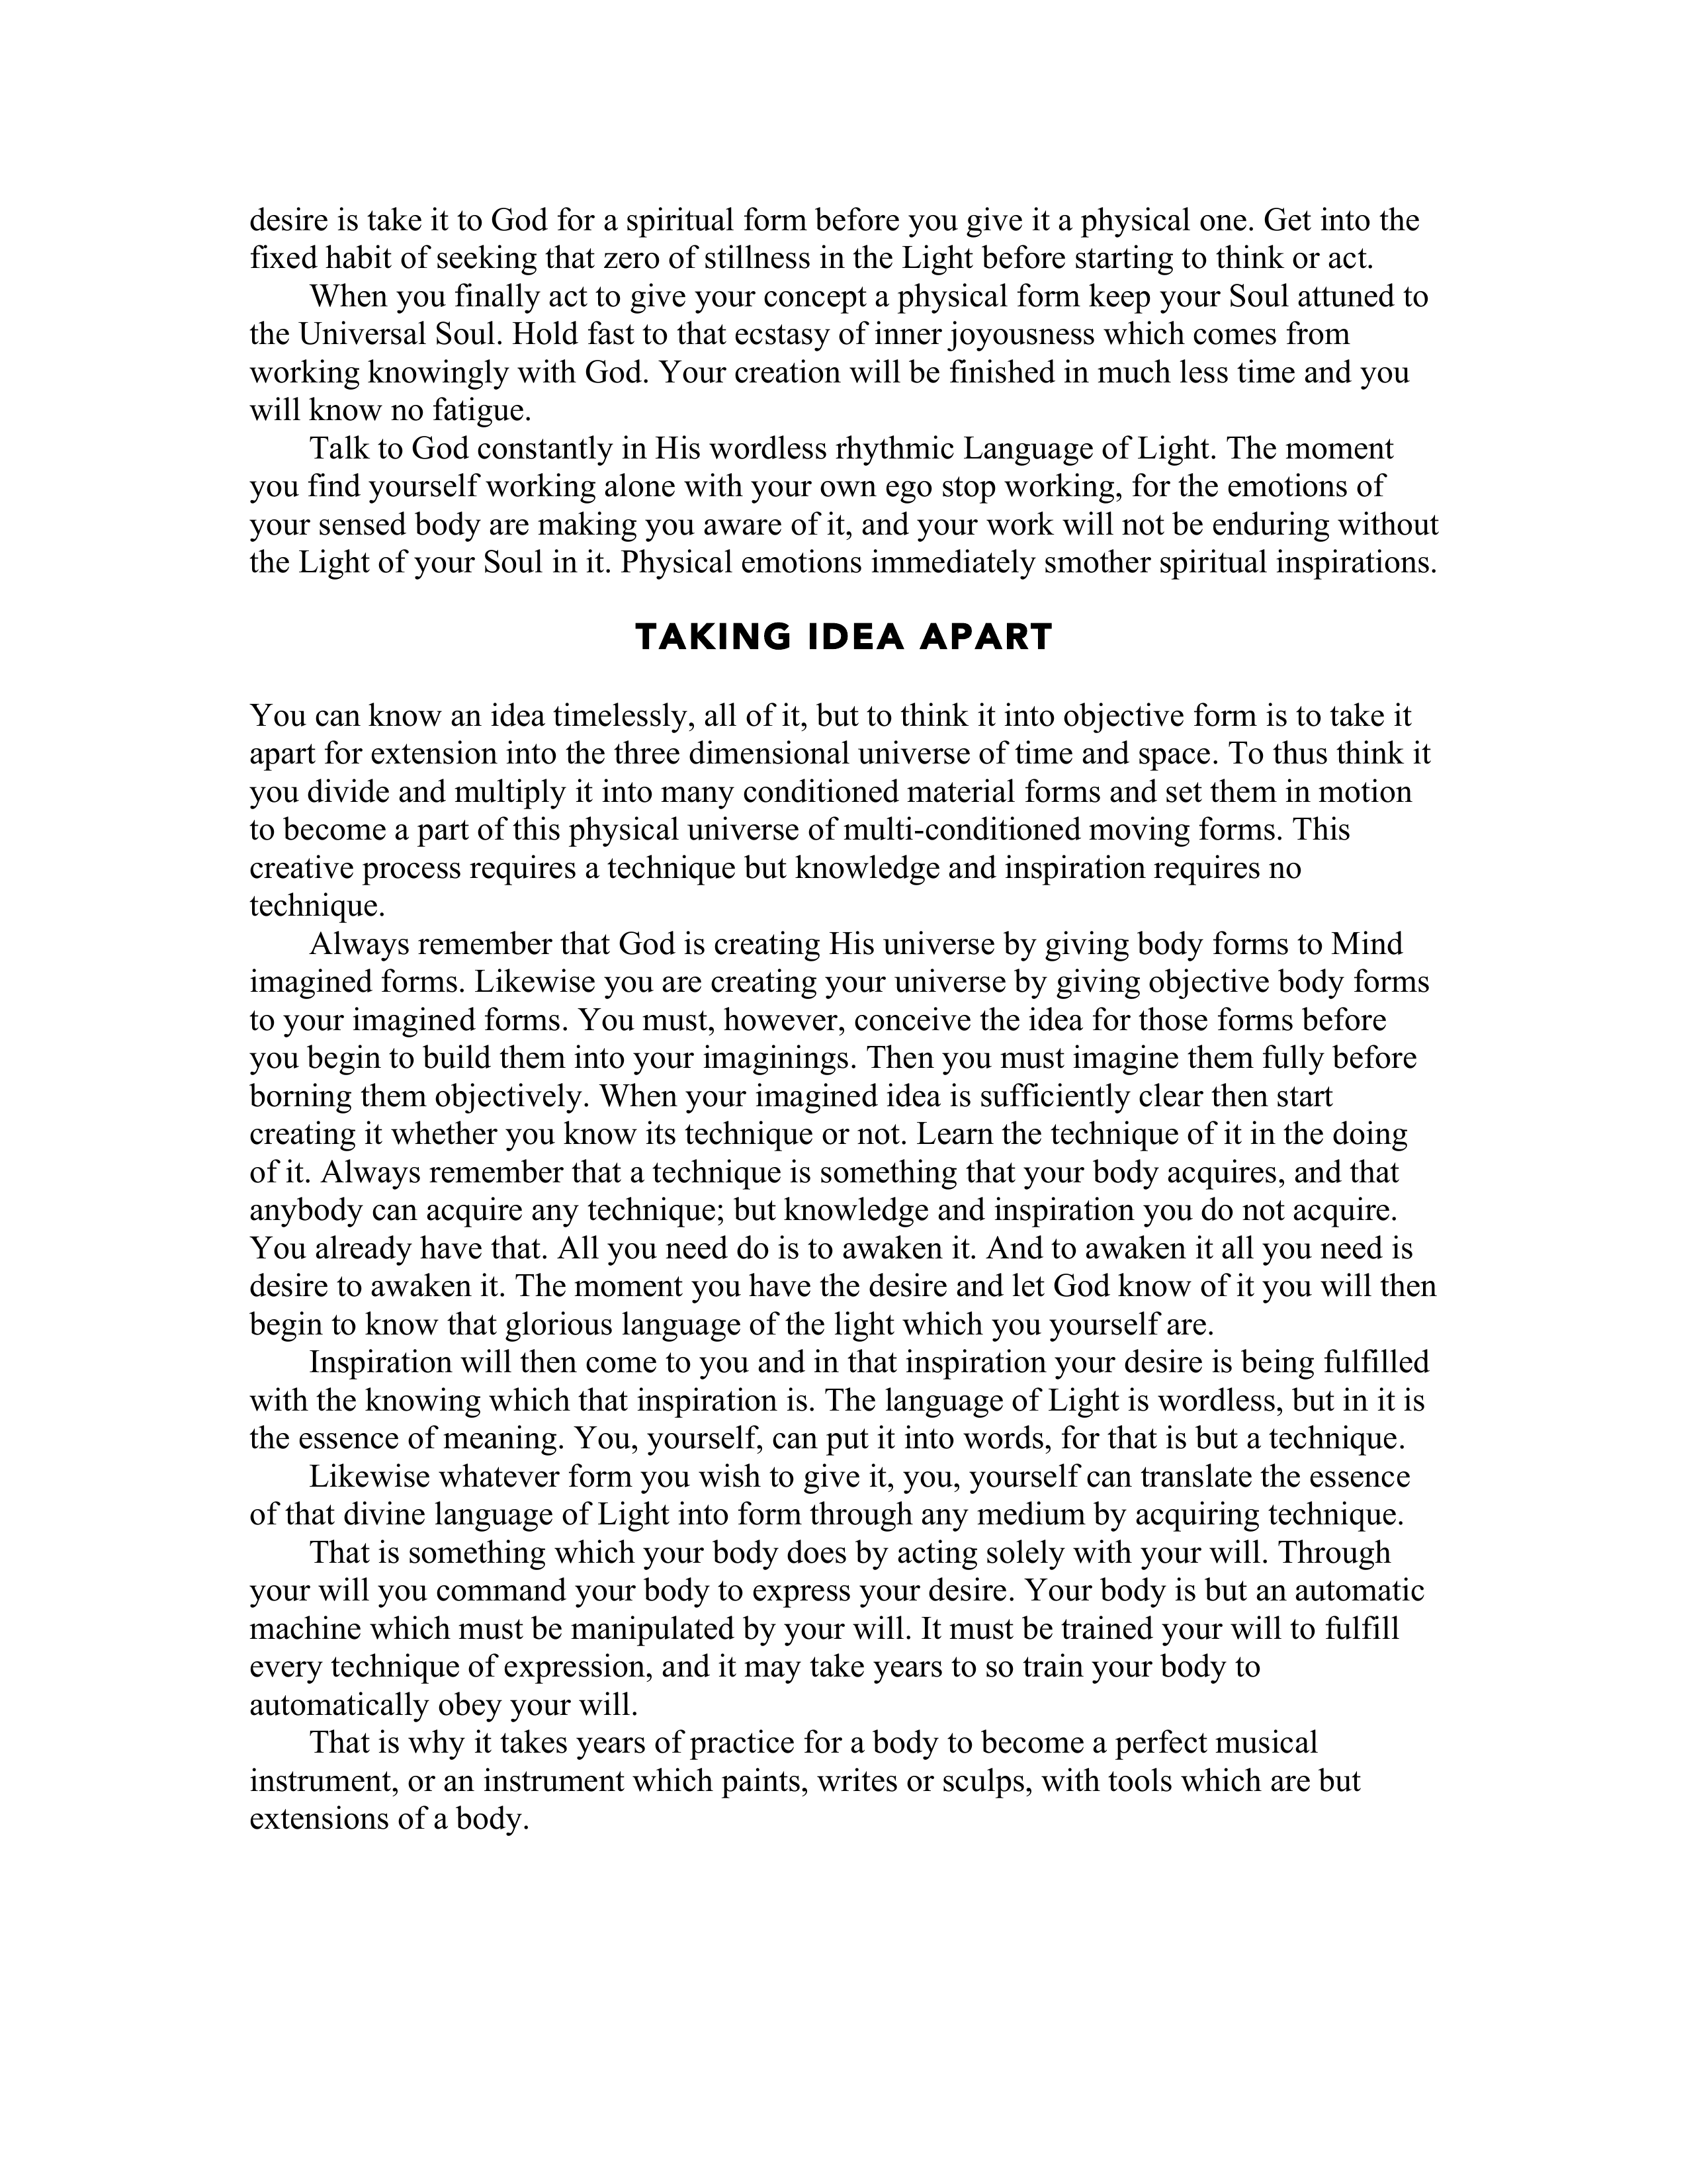 desire is take it to God for a spiritual form before you give it a physical one. Get into the
fixed habit of seeking that zero of stillness in the Light before starting to think or act.
When you finally act to give your concept a physical form keep your Soul attuned to
the Universal Soul. Hold fast to that ecstasy of inner joyousness which comes from
working knowingly with God. Your creation will be finished in much less time and you
will know no fatigue.
Talk to God constantly in His wordless rhythmic Language of Light. The moment
you find yourself working alone with your own ego stop working, for the emotions of
your sensed body are making you aware of it, and your work will not be enduring without
the Light of your Soul in it. Physical emotions immediately smother spiritual inspirations.
TAKING IDEA APART
You can know an idea timelessly, all of it, but to think it into objective form is to take it
apart for extension into the three dimensional universe of time and space. To thus think it
you divide and multiply it into many conditioned material forms and set them in motion
to become a part of this physical universe of multi-conditioned moving forms. This
creative process requires a technique but knowledge and inspiration requires no
technique.
Always remember that God is creating His universe by giving body forms to Mind
imagined forms. Likewise you are creating your universe by giving objective body forms
to your imagined forms. You must, however, conceive the idea for those forms before
you begin to build them into your imaginings. Then you must imagine them fully before
borning them objectively. When your imagined idea is sufficiently clear then start
creating it whether you know its technique or not. Learn the technique of it in the doing
of it. Always remember that a technique is something that your body acquires, and that
anybody can acquire any technique; but knowledge and inspiration you do not acquire.
You already have that. All you need do is to awaken it. And to awaken it all you need is
desire to awaken it. The moment you have the desire and let God know of it you will then
begin to know that glorious language of the light which you yourself are.
Inspiration will then come to you and in that inspiration your desire is being fulfilled
with the knowing which that inspiration is. The language of Light is wordless, but in it is
the essence of meaning. You, yourself, can put it into words, for that is but a technique.
Likewise whatever form you wish to give it, you, yourself can translate the essence
of that divine language of Light into form through any medium by acquiring technique.
That is something which your body does by acting solely with your will. Through
your will you command your body to express your desire. Your body is but an automatic
machine which must be manipulated by your will. It must be trained your will to fulfill
every technique of expression, and it may take years to so train your body to
automatically obey your will.
That is why it takes years of practice for a body to become a perfect musical
instrument, or an instrument which paints, writes or sculps, with tools which are but
extensions of a body.